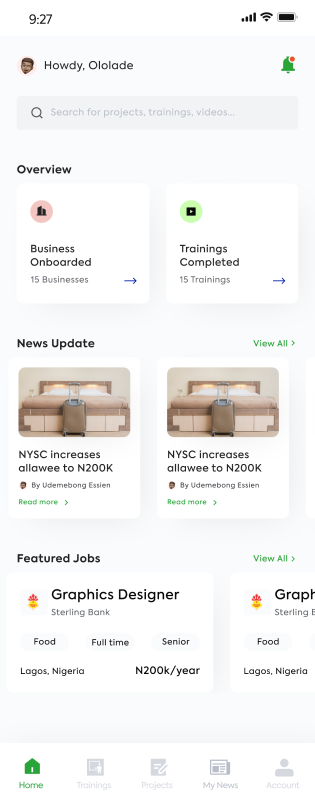 9:27
Howdy, Ololade
Search for projects, trainings, videos...
Overview
Business
Onboarded
15 Businesses
Trainings
Completed
15 Trainings
News Update
View All
NYSC increases
allawee to N200K
By Udemebong Essien
Read more
NYSC increases
allawee to N200K
By Udemebong Essien
Read more
Featured Jobs
View All
Graphics Designer
Sterling Bank
Food
Full time
Senior
Lagos, Nigeria
N200k/year
Graph
Sterling E
Food
Lagos, Nigeria
Home
Trainings
Projects
My News
Account